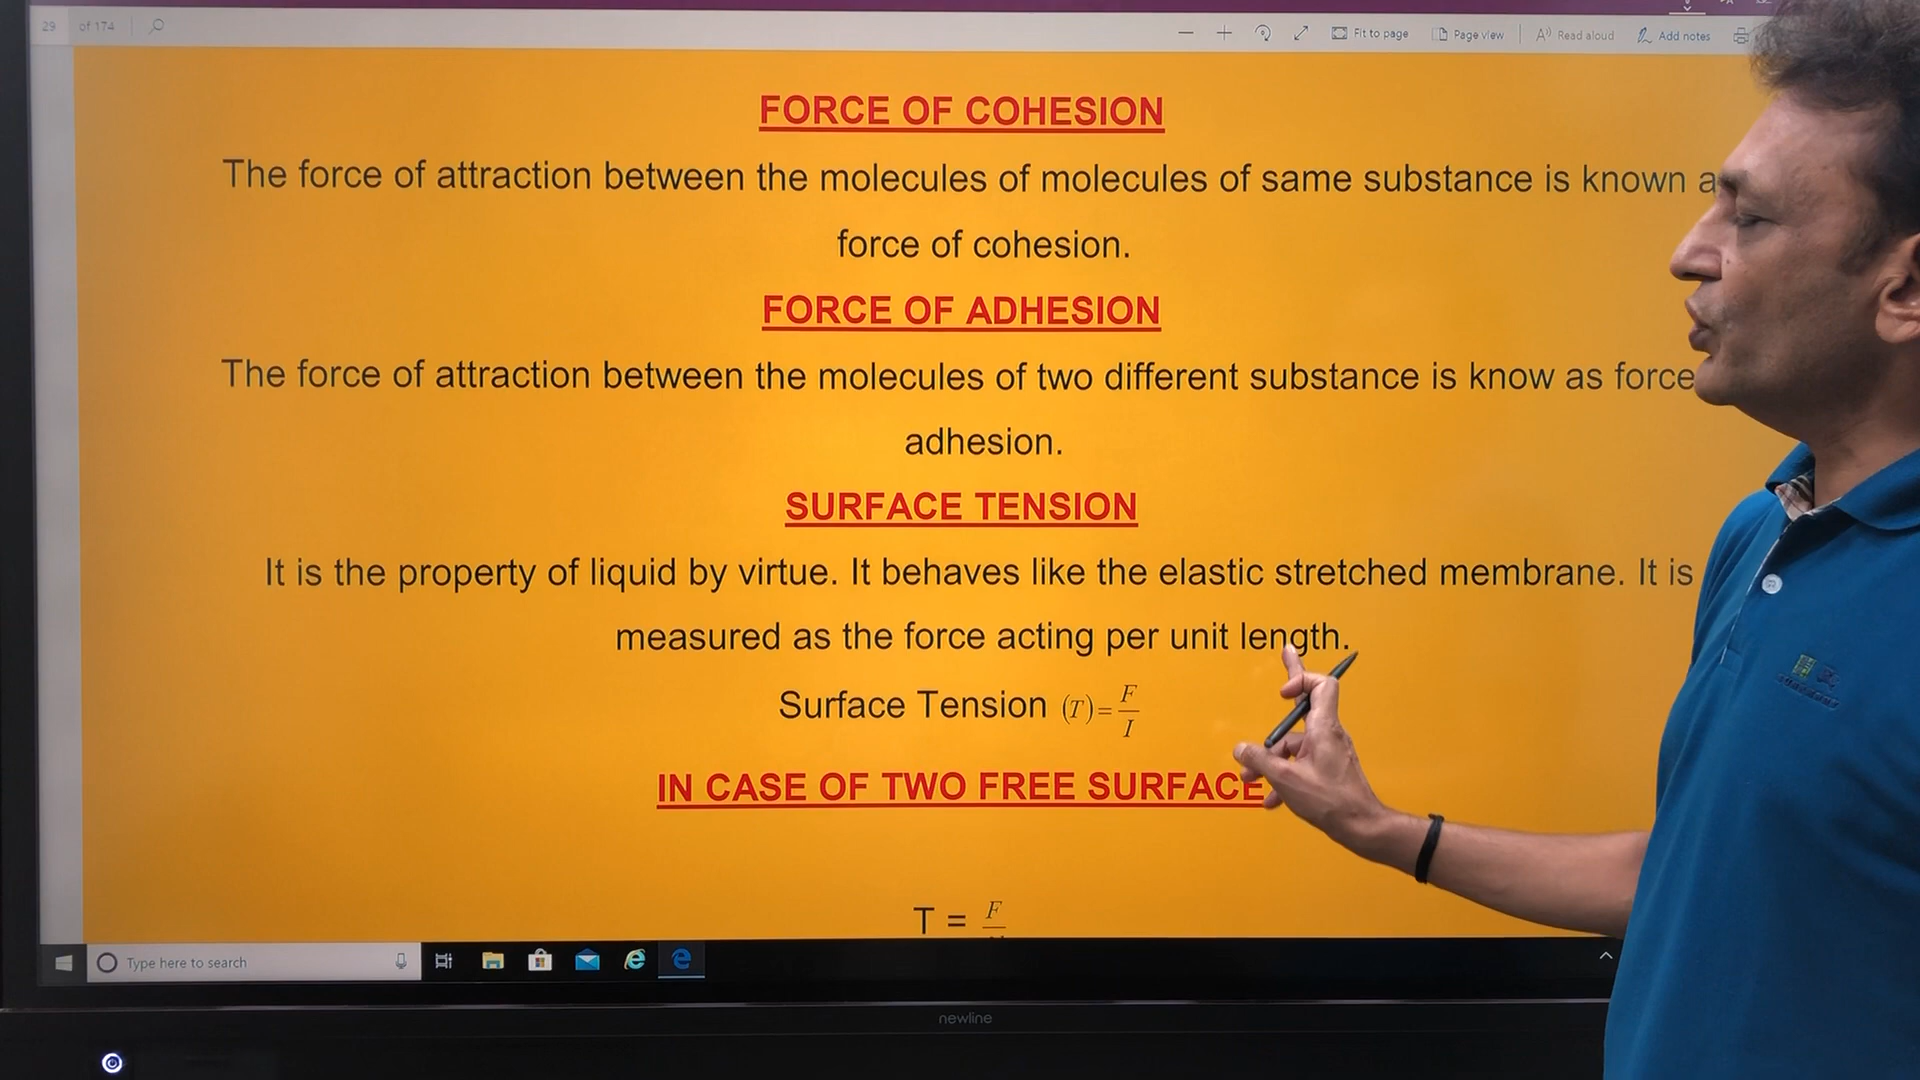 29 of 174
Fit to page Page view Read aloud Add notes
FORCE OF COHESION
The force of attraction between the molecules of molecules of same substance is known
force of cohesion.
FORCE OF ADHESION
The force of attraction between the molecules of two different substance is know as force
adhesion.
SURFACE TENSION
It is the property of liquid by virtue. It behaves like the elastic stretched membrane. It is
measured as the force acting per unit length.
Surface Tension (T) = F/I
IN CASE OF TWO FREE SURFACE
T = F
Type here to search
newline